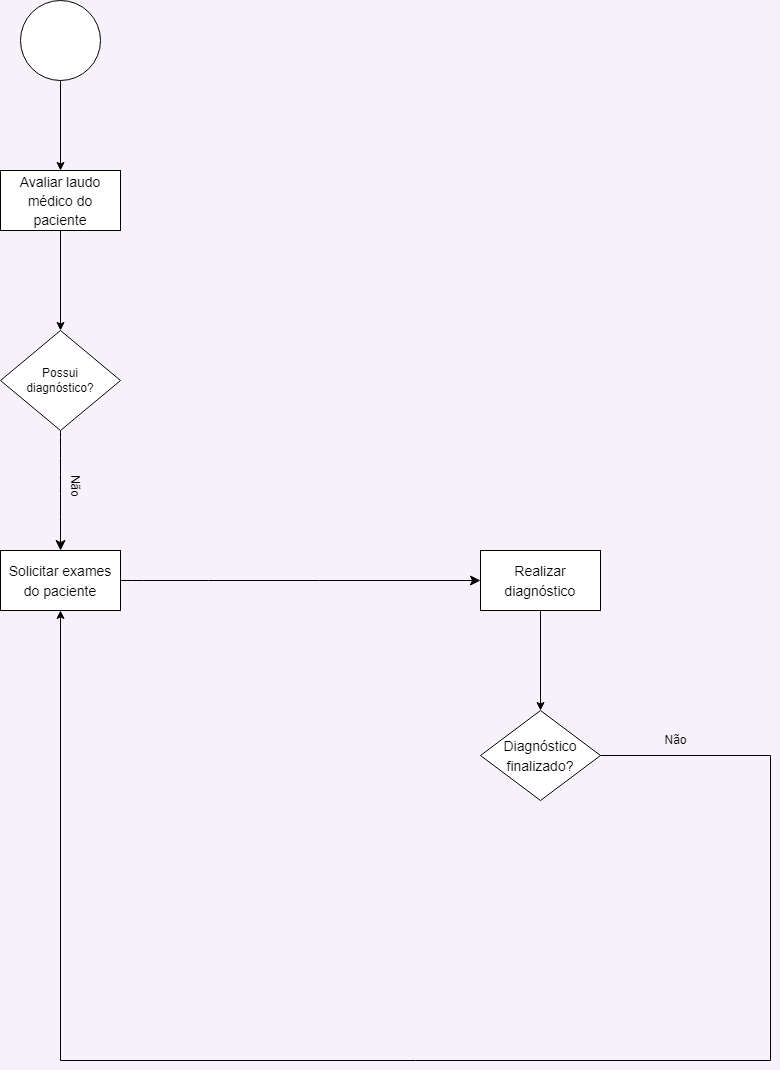 Avaliar laudo
médico do
paciente
Possui
diagnóstico?
Não
Solicitar exames
do paciente
Realizar
diagnóstico
Diagnóstico
finalizado?
Não